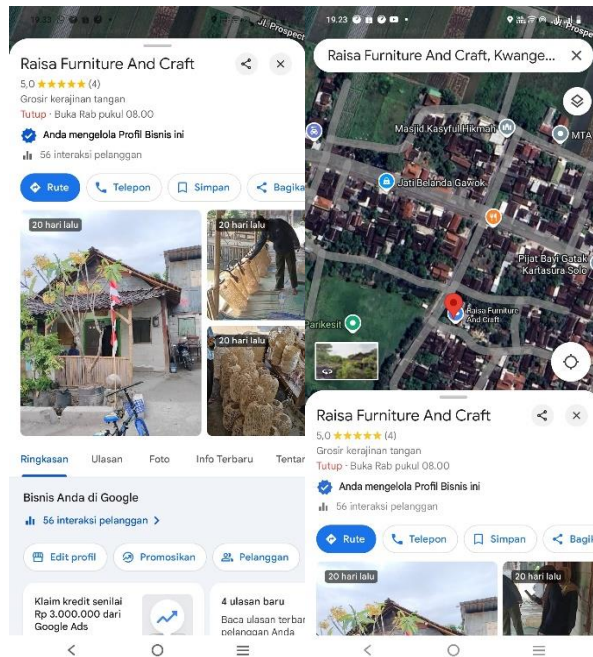 Jl. Prospect
Raisa Furniture And Craft
5,0 ★★★★★ (4)
Grosir kerajinan tangan
Tutup · Buka Rab pukul 08.00
Anda mengelola Profil Bisnis ini
56 interaksi pelanggan
Rute
Telepon
Simpan
Bagika
20 hari lalu
20 hari lalu
20 hari lalu
Ringkasan
Ulasan
Foto
Info Terbaru
Tentan
Bisnis Anda di Google
56 interaksi pelanggan >
Edit profil
Promosikan
Pelanggan
Klaim kredit senilai
Rp 3.000.000 dari
Google Ads
4 ulasan baru
Baca ulasan terbar
pelanggan Anda
19.23
Raisa Furniture And Craft, Kwange...
Masjid Kasyful Hikmah
MTA
Jati Belanda Gawok
Pijat Bayi Gatak
Kartasura Solo
Raisa Furniture
And Craft
Parikesit
Raisa Furniture And Craft
5,0 ★★★★★ (4)
Grosir kerajinan tangan
Tutup · Buka Rab pukul 08.00
Anda mengelola Profil Bisnis ini
56 interaksi pelanggan
Rute
Telepon
Simpan
Bagi
20 hari lalu
20 hari lalu